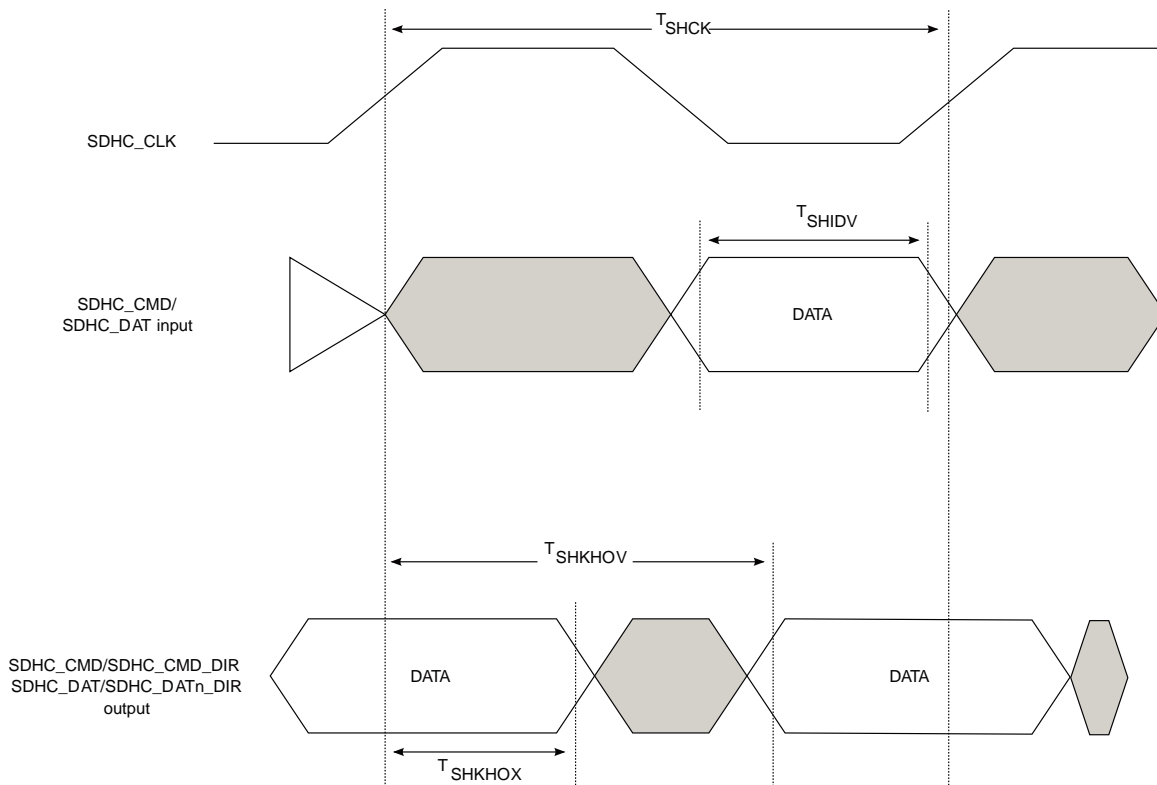 TSHCK
SDHC_CLK
TSHIDV
SDHC_CMD/
SDHC_DAT input
DATA
TSHKHOV
SDHC_CMD/SDHC_CMD_DIR
SDHC_DAT/SDHC_DATn_DIR
output
DATA
DATA
TSHKHOX